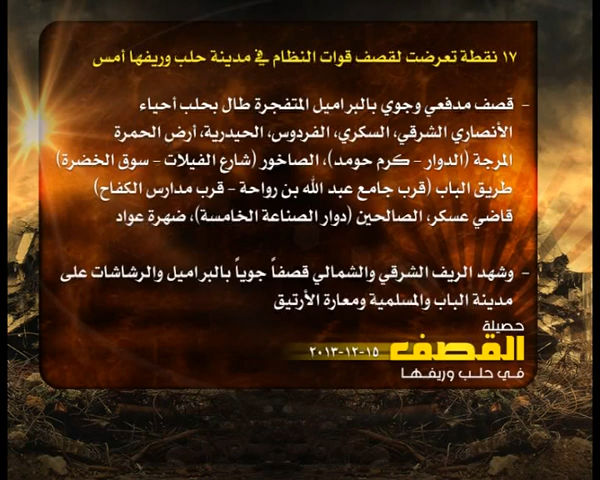 ١٧ نقطة تعرضت لقصف قوات النظام في مدينة حلب وريفها أمس
- قصف مدفعي وجوي بالبراميل المتفجرة طال بحلب أحياء
الأنصاري الشرقي، السكري، الفردوس، الحيدرية، أرض الحمرة
المرجة (الدوار - كرم حومد)، الصاخور (شارع الفيلات - سوق الخضرة)
طريق الباب (قرب جامع عبد الله بن رواحة - قرب مدارس الكفاح)
قاضي عسكر، الصالحين (دوار الصناعة الخامسة)، ضهرة عواد
- وشهد الريف الشرقي والشمالي قصفاً جوياً بالبراميل والرشاشات على
مدينة الباب والمسلمية ومعارة الأرتيق
حصيلة
القصف ١٥-١٢-٢٠١٣
في حلب وريفها